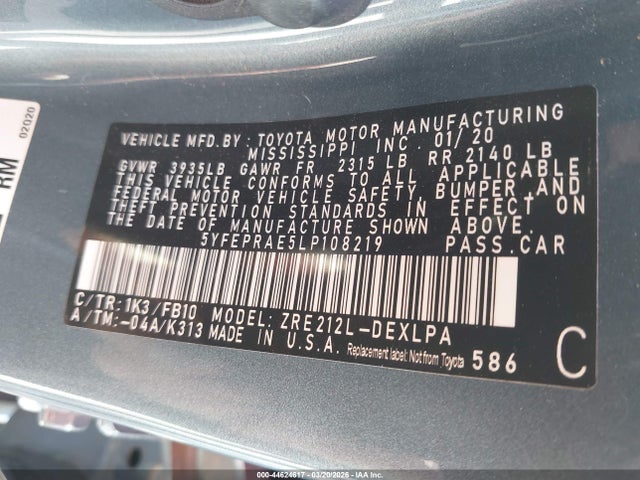 02020
RM
VEHICLE MFD.BY: TOYOTA MOTOR MANUFACTURING
MISSISSIPPI INC 01/20
GVWR 3935LB GAWR FR 2315 LB RR 2140 LB
THIS VEHICLE CONFORMS TO ALL APPLICABLE
FEDERAL MOTOR VEHICLE SAFETY, BUMPER AND
THEFT PREVENTION STANDARDS IN EFFECT ON
THE DATE OF MANUFACTURE SHOWN ABOVE.
5YFEPRAE5LP108219 PASS.CAR
C/TR:1K3/FB10 MODEL: ZRE212L-DEXLPA
A/TM:-04A/K313 MADE IN U.S.A. Replacement label: Not from Toyota 586 C
000-44624617 - 03/20/2026 - IAA Inc.